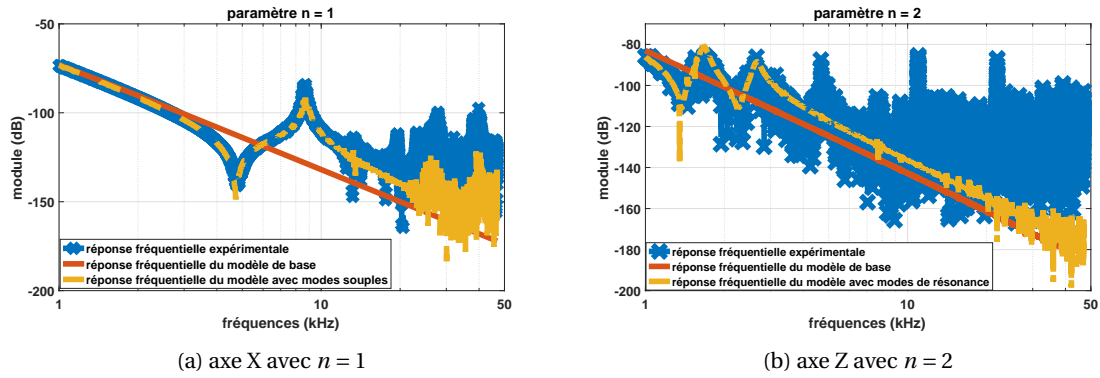 paramètre n = 1
-50
-100
-150
-200
module (dB)
réponse fréquentielle expérimentale
réponse fréquentielle du modèle de base
réponse fréquentielle du modèle avec modes souples
1
10
50
fréquences (kHz)
(a) axe X avec n = 1
paramètre n = 2
-80
-100
-120
-140
-160
-180
-200
module (dB)
réponse fréquentielle expérimentale
réponse fréquentielle du modèle de base
réponse fréquentielle du modèle avec modes de résonance
1
10
50
fréquences (kHz)
(b) axe Z avec n = 2